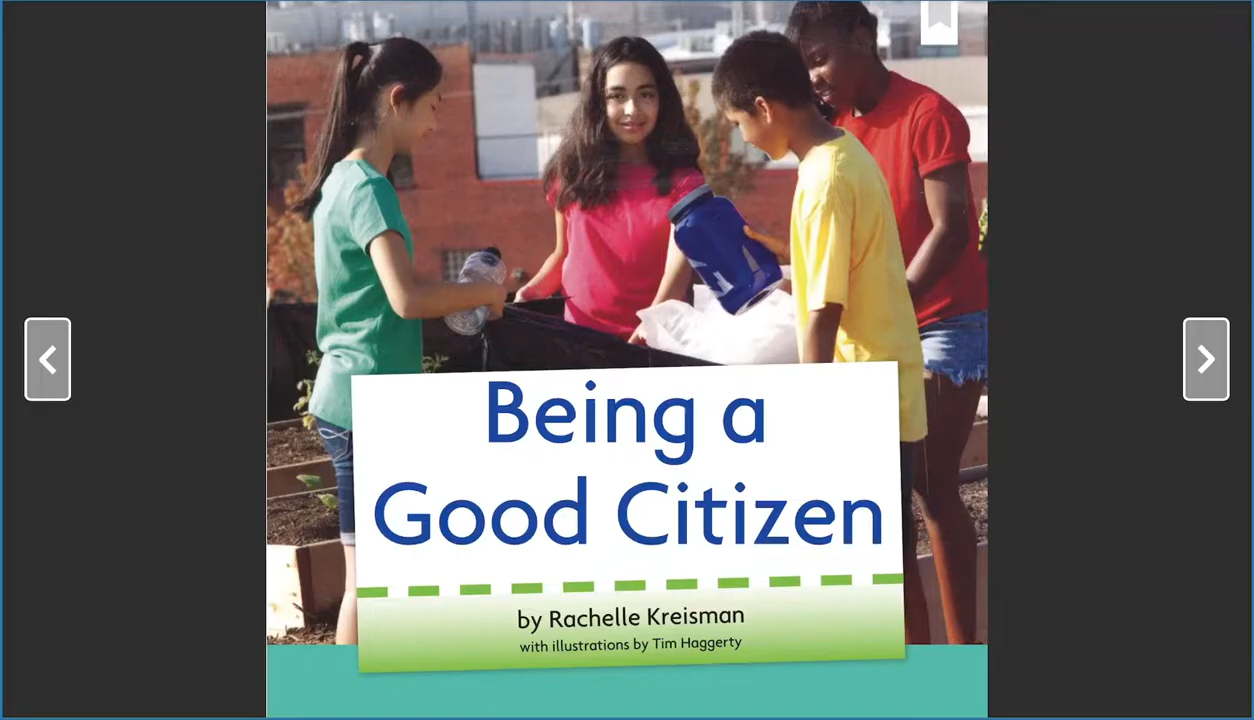 Being a
Good Citizen
by Rachelle Kreisman
with illustrations by Tim Haggerty